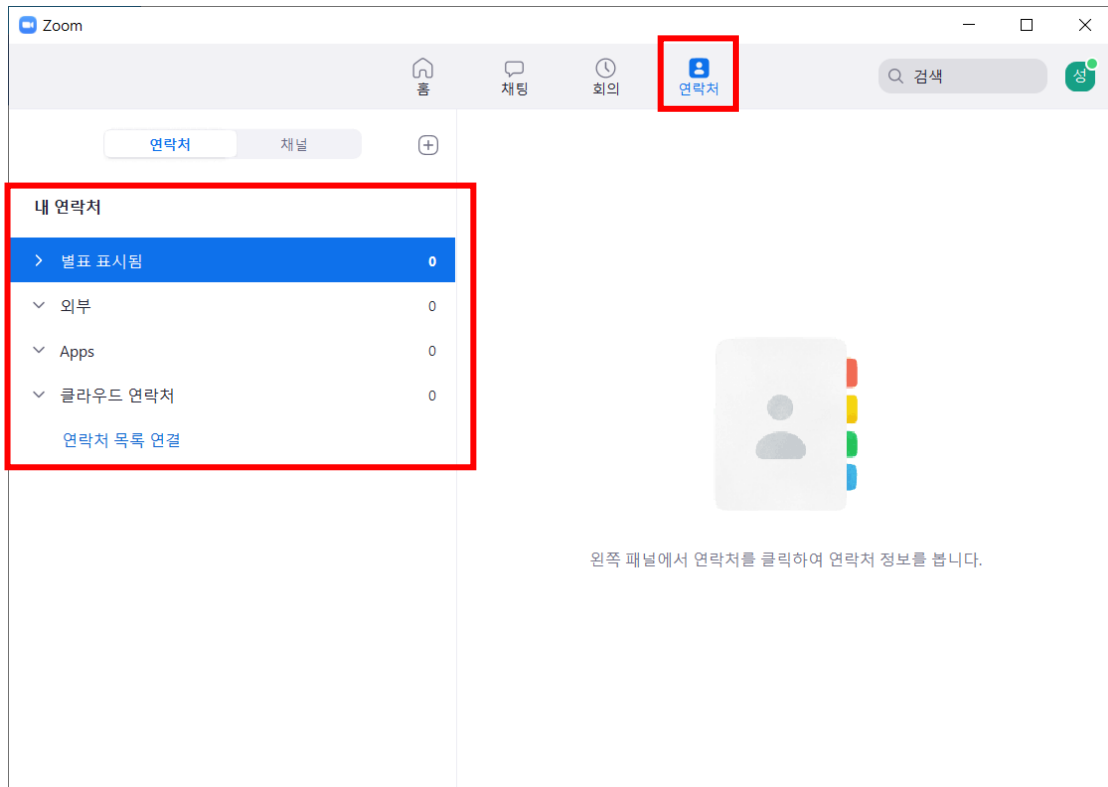 Zoom
홈
채팅
회의
연락처
검색
성
연락처
채널
내 연락처
별표 표시됨 0
외부 0
Apps 0
클라우드 연락처 0
연락처 목록 연결
왼쪽 패널에서 연락처를 클릭하여 연락처 정보를 봅니다.